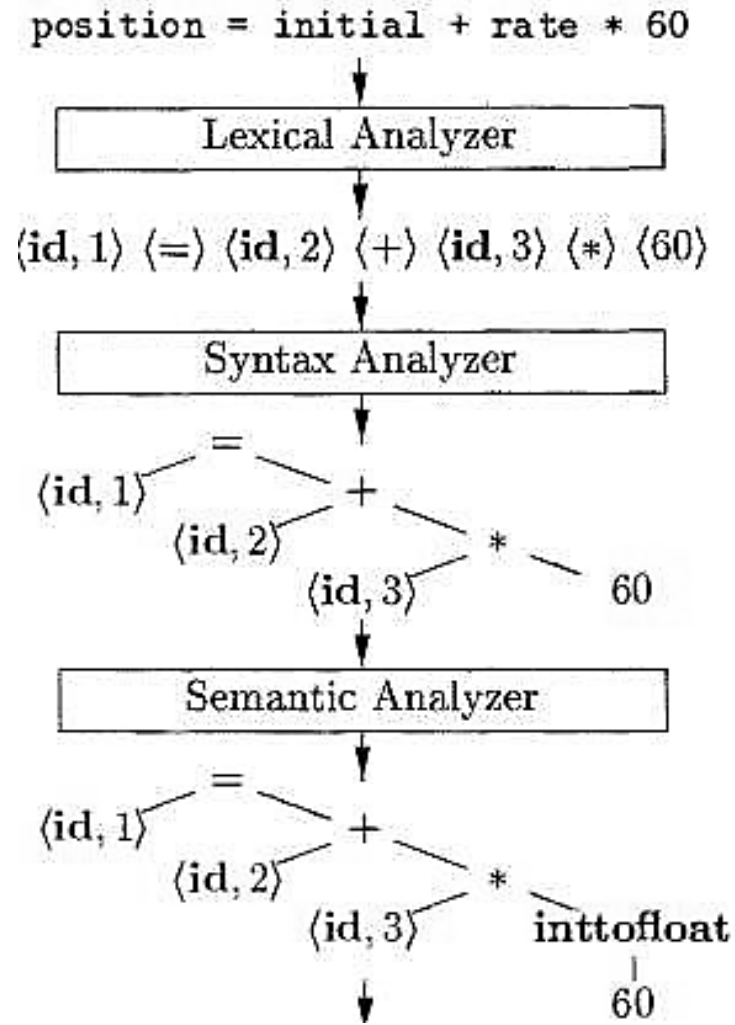 position = initial + rate * 60
Lexical Analyzer
⟨id, 1⟩ ⟨=⟩ ⟨id, 2⟩ ⟨+⟩ ⟨id, 3⟩ ⟨*⟩ ⟨60⟩
Syntax Analyzer
=
⟨id, 1⟩ +
⟨id, 2⟩ *
⟨id, 3⟩ 60
Semantic Analyzer
=
⟨id, 1⟩ +
⟨id, 2⟩ *
⟨id, 3⟩ inttofloat
60